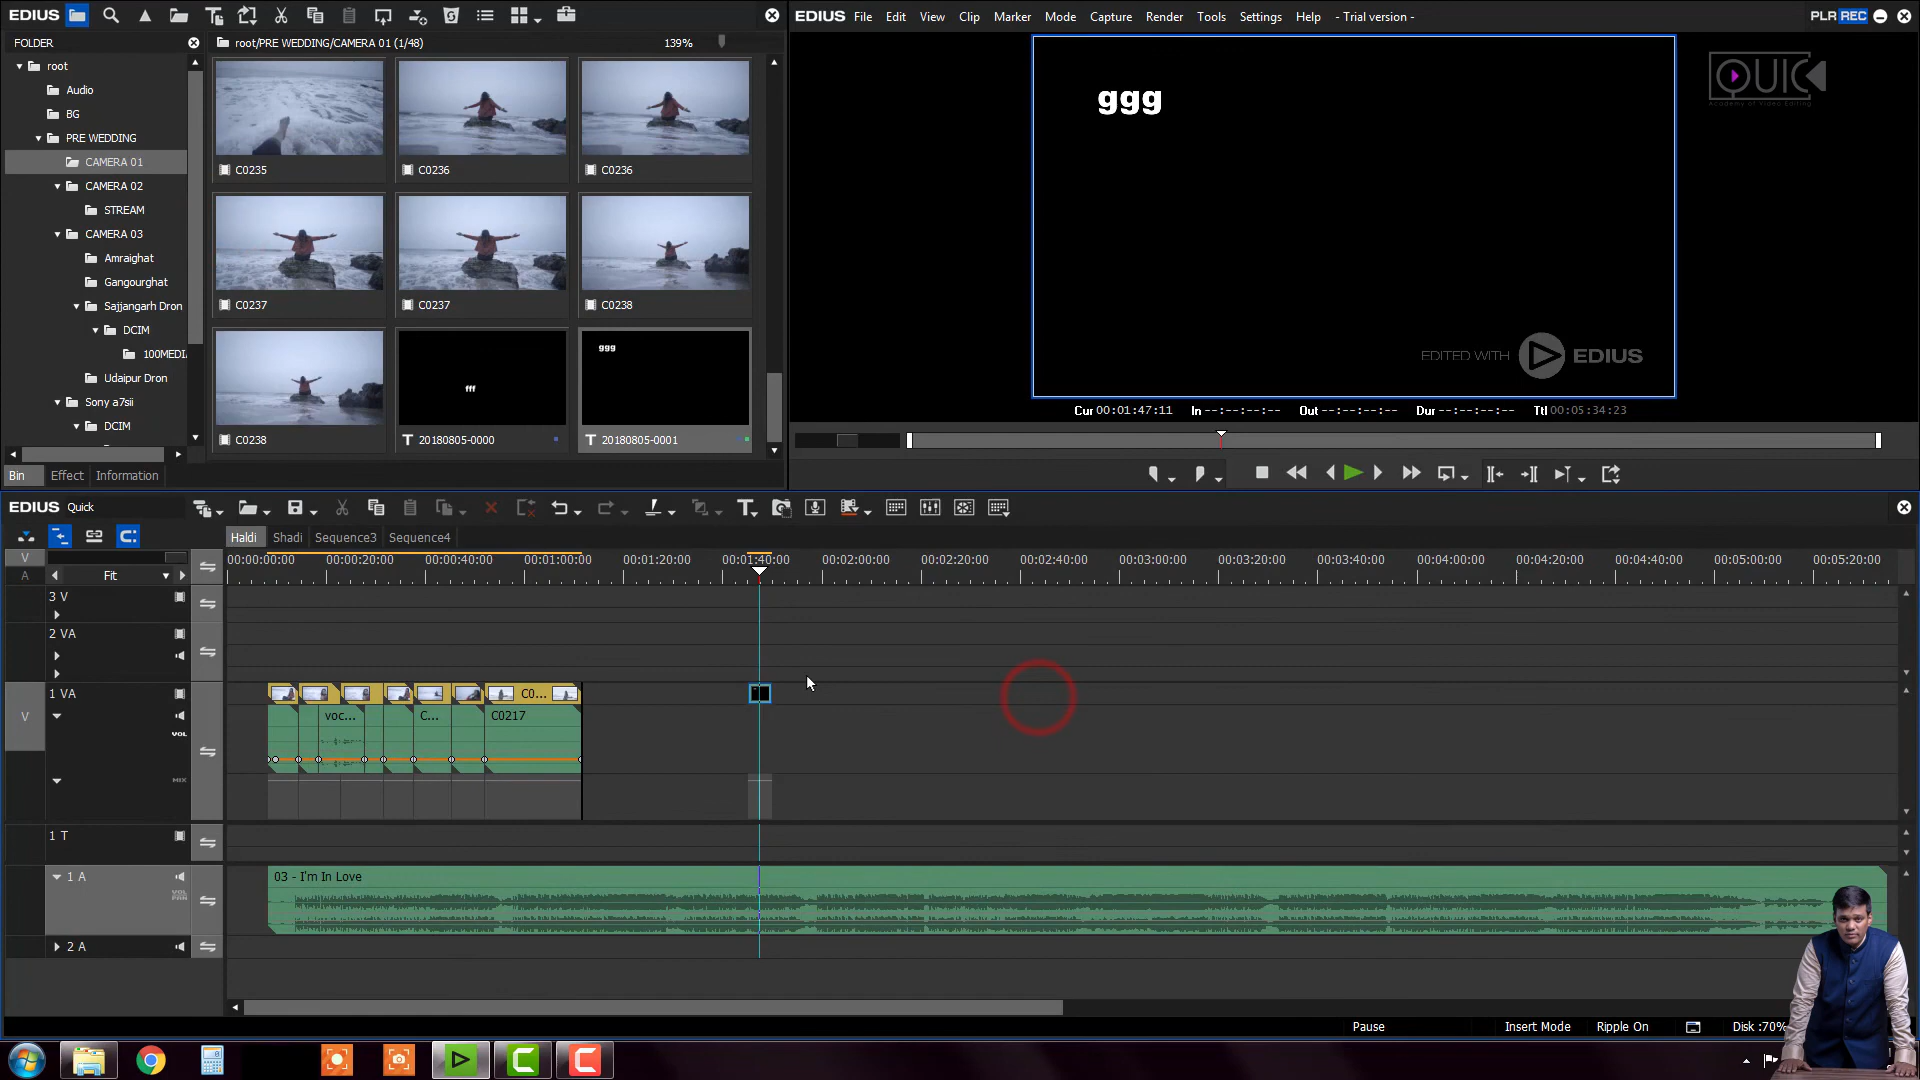 EDIUS
FOLDER
root/PRE WEDDING/CAMERA 01 (1/48)
139%
root
Audio
BG
PRE WEDDING
CAMERA 01
CAMERA 02
STREAM
CAMERA 03
Amraighat
Gangourghat
Sajjangarh Dron
DCIM
100MEDI
Udaipur Dron
Sony a7sii
DCIM
C0235
C0236
C0236
C0237
C0237
C0238
C0238
fff
20180805-0000
ggg
20180805-0001
Bin
Effect
Information
EDIUS
File
Edit
View
Clip
Marker
Mode
Capture
Render
Tools
Settings
Help
- Trial version -
PLR REC
ggg
QUIC
Academy of Video Editing
EDITED WITH EDIUS
Cur 00:01:47:11
In --:--:--:--
Out --:--:--:--
Dur --:--:--:--
Ttl 00:05:34:23
EDIUS Quick
Haldi
Shadi
Sequence3
Sequence4
V
A
Fit
00:00:00:00
00:00:20:00
00:00:40:00
00:01:00:00
00:01:20:00
00:01:40:00
00:02:00:00
00:02:20:00
00:02:40:00
00:03:00:00
00:03:20:00
00:03:40:00
00:04:00:00
00:04:20:00
00:04:40:00
00:05:00:00
00:05:20:00
3 V
2 VA
1 VA
V
VOL
MIX
C0...
voc...
C...
C0217
1 T
1 A
VOL
PAN
03 - I'm In Love
2 A
Pause
Insert Mode
Ripple On
Disk :70%